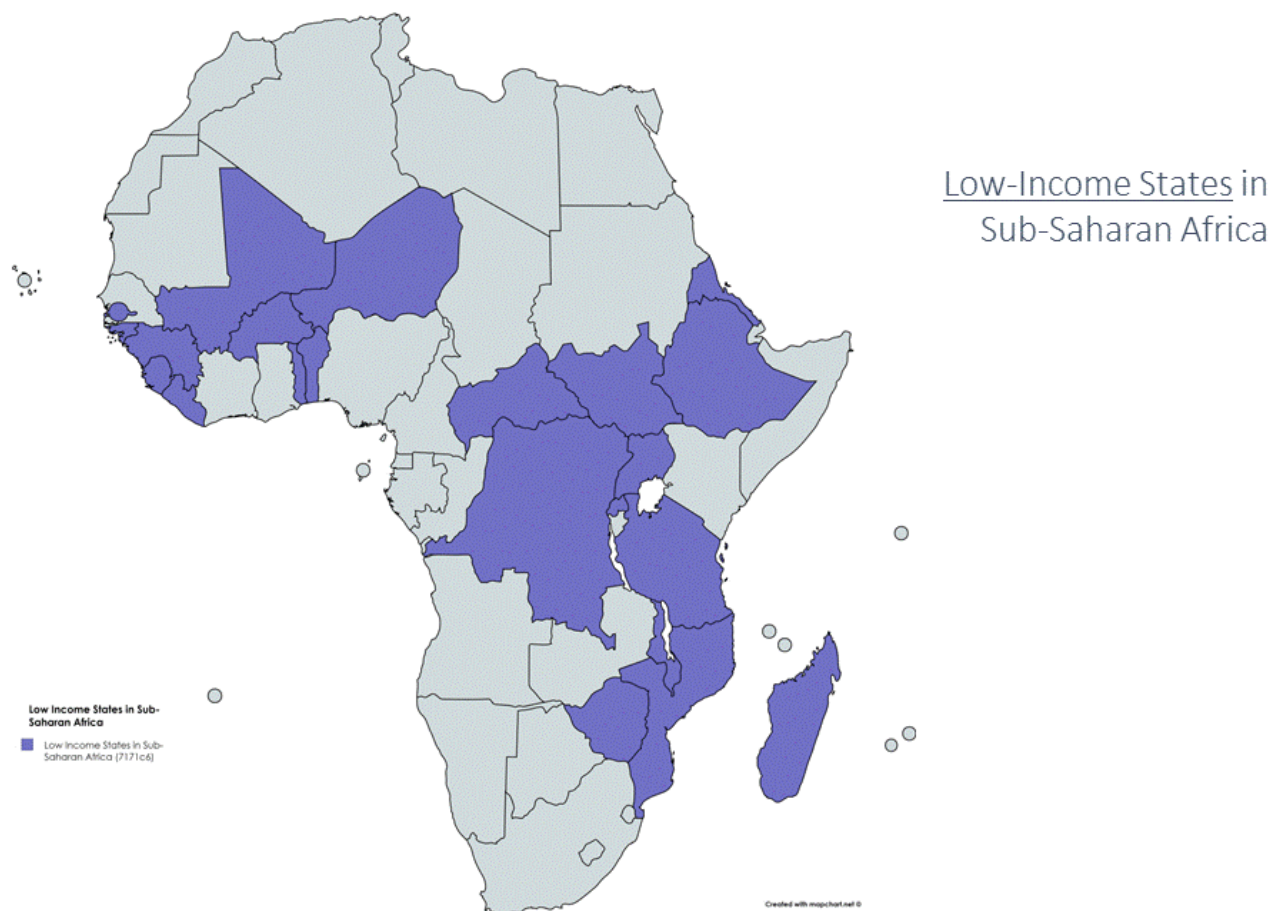 Low-Income States in
Sub-Saharan Africa
Low Income States in Sub-
Saharan Africa
Low Income States in Sub-
Saharan Africa (7171c6)
Created with mapchart.net ©